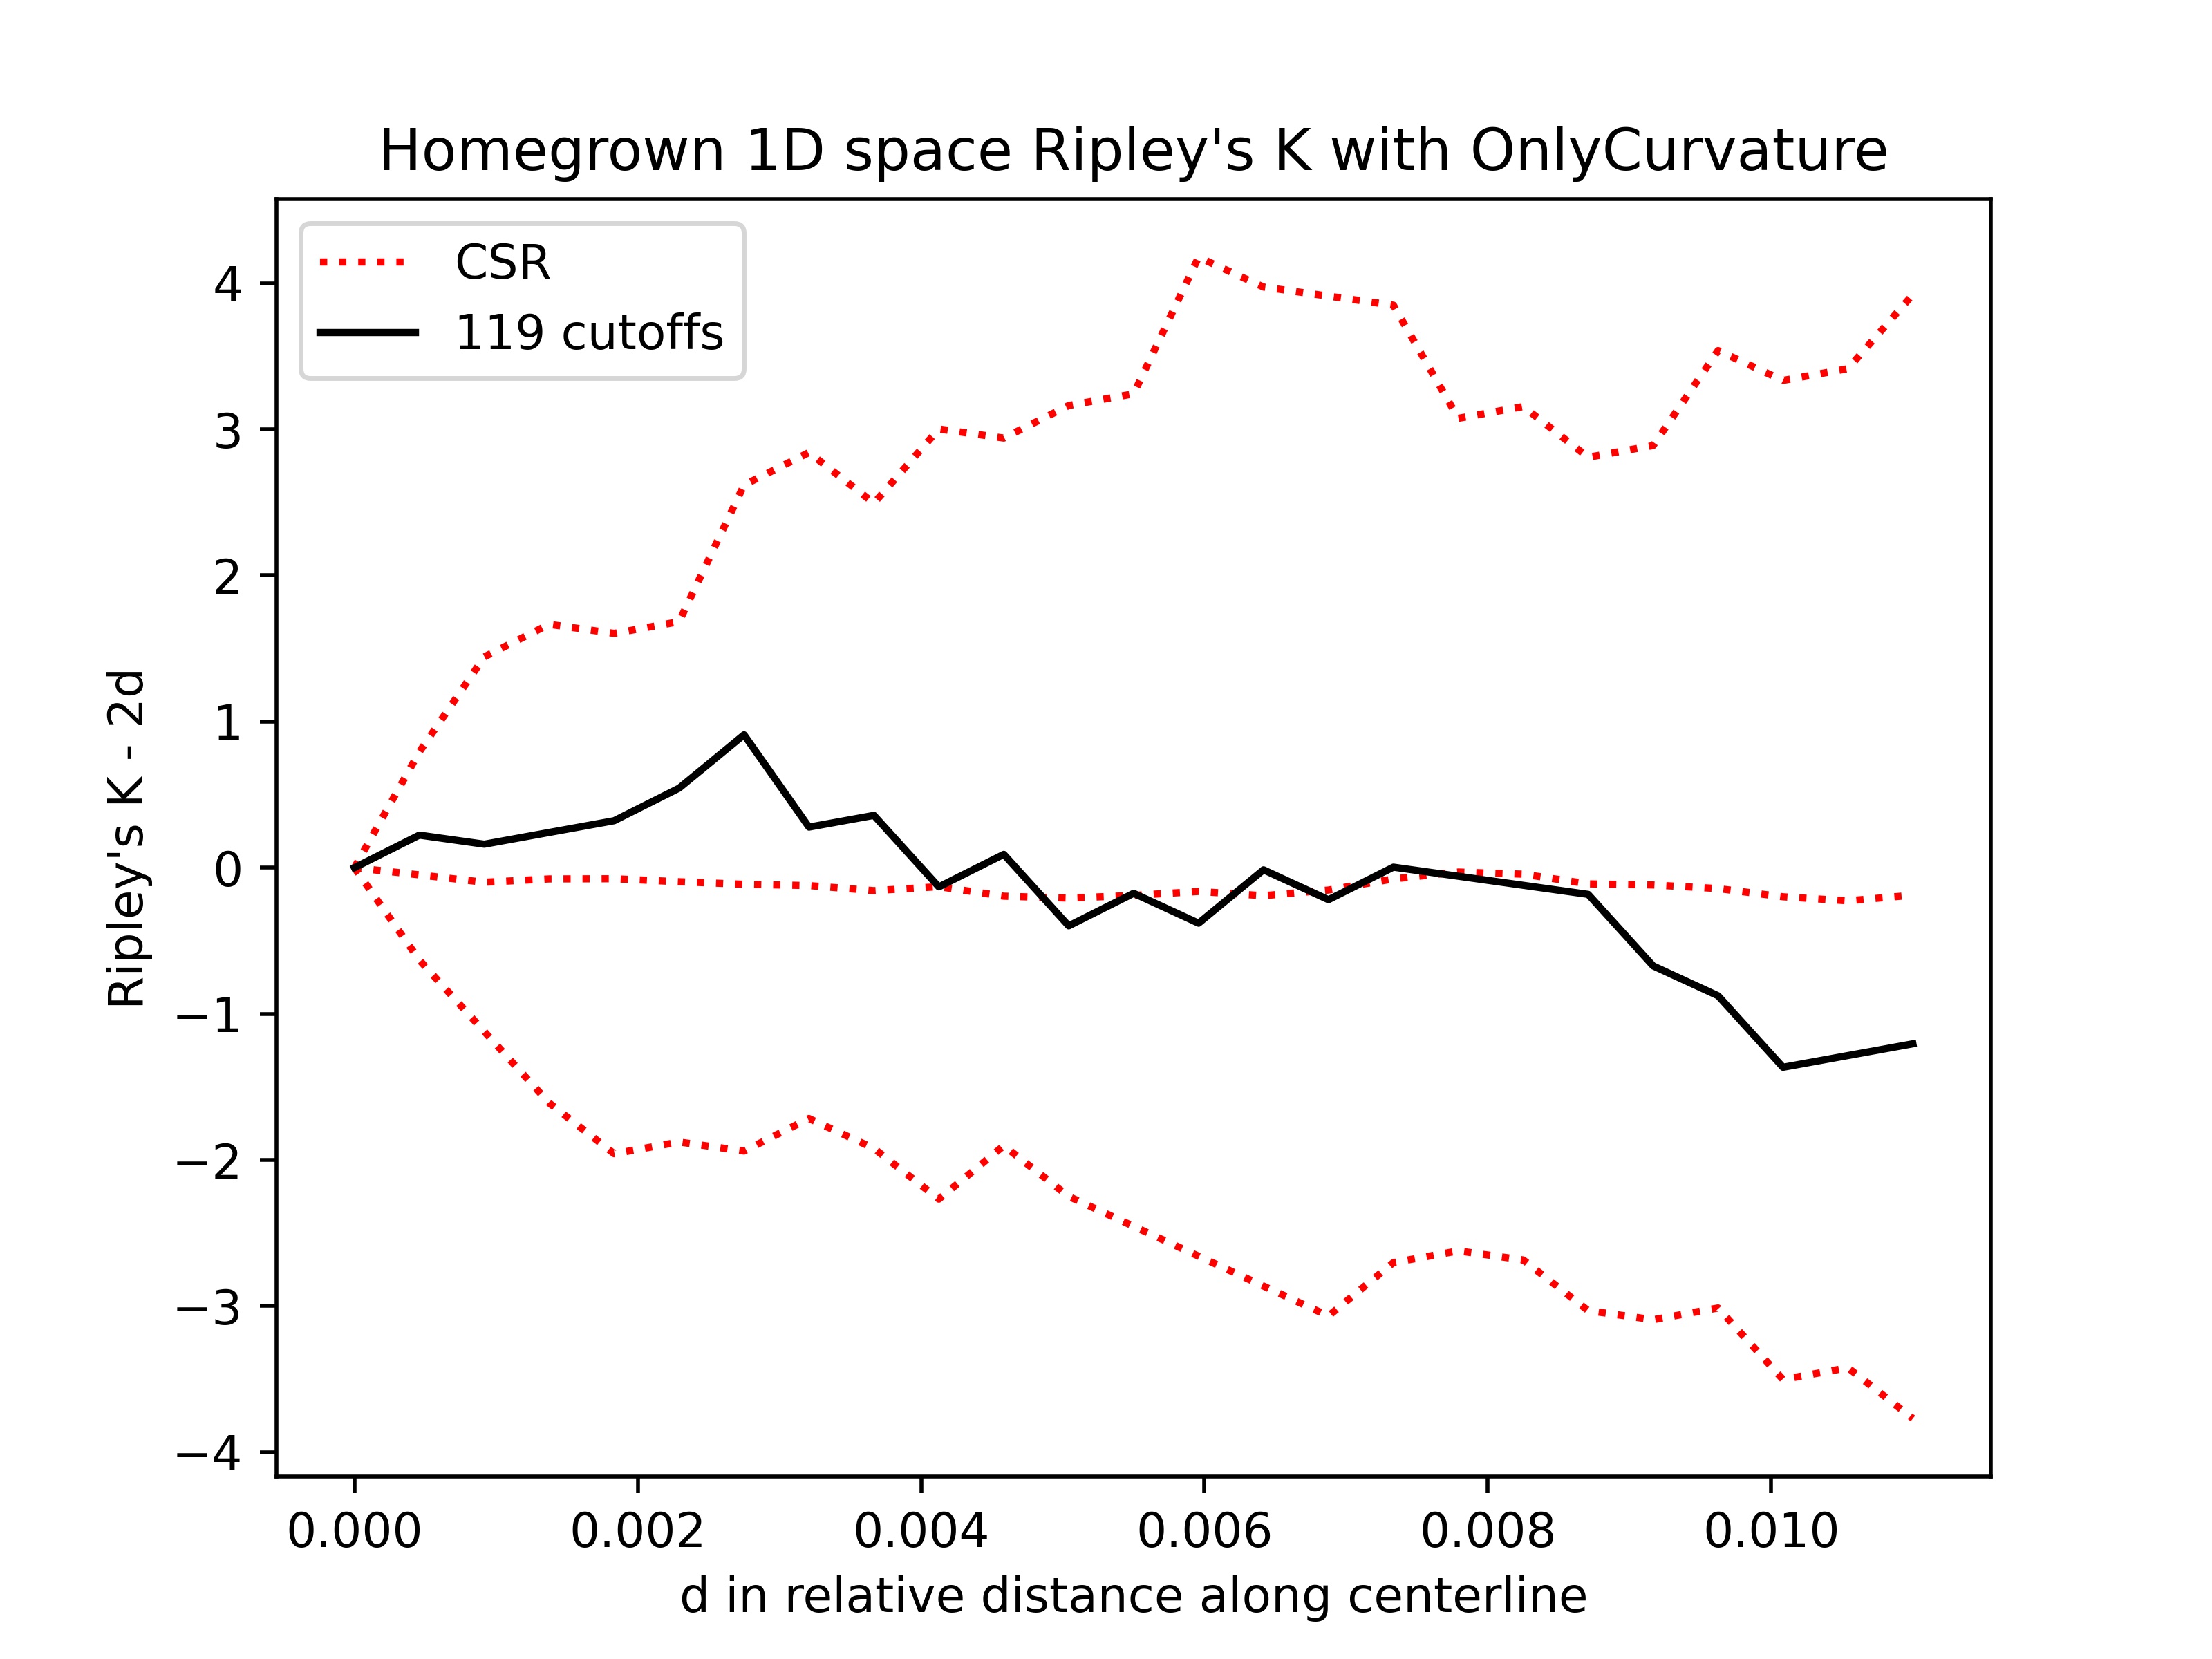 Homegrown 1D space Ripley's K with OnlyCurvature
CSR
119 cutoffs
4
3
2
1
0
−1
−2
−3
−4
Ripley's K - 2d
0.000 0.002 0.004 0.006 0.008 0.010
d in relative distance along centerline